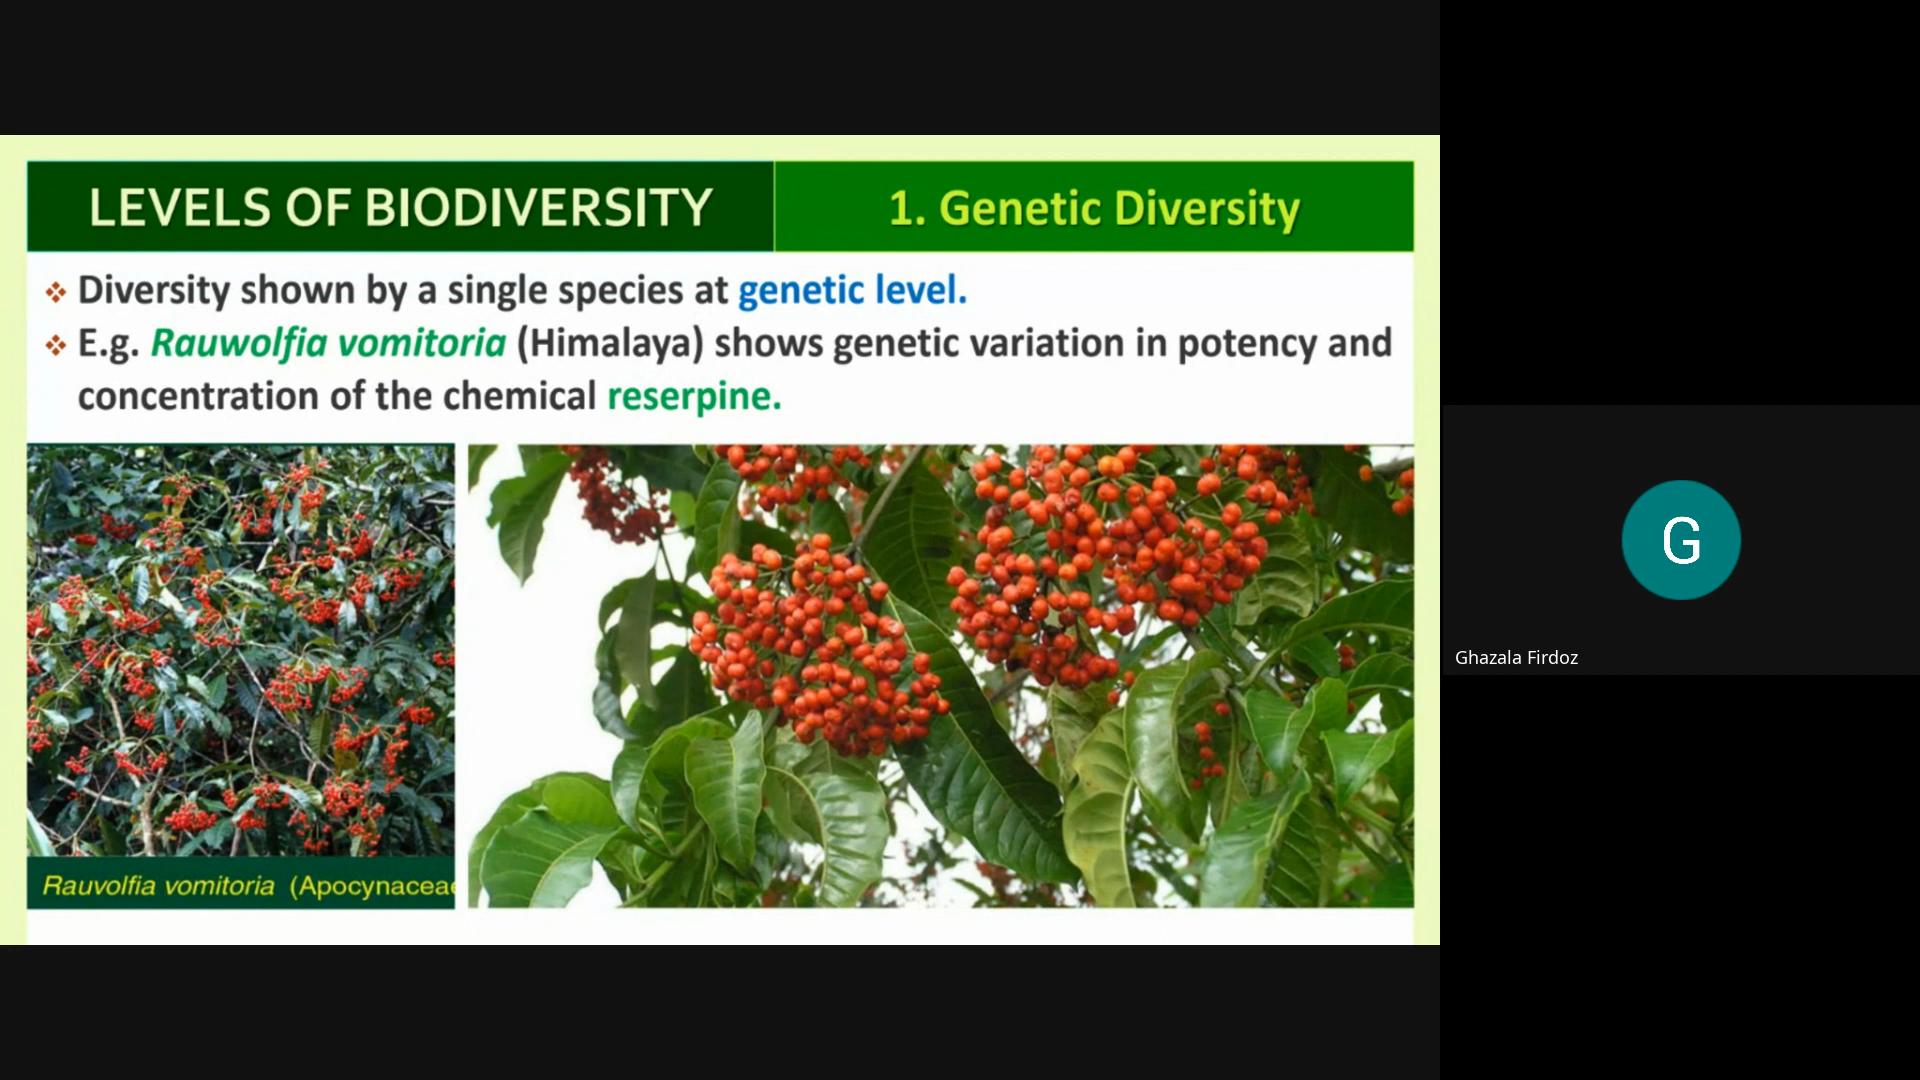 LEVELS OF BIODIVERSITY
1. Genetic Diversity
❖ Diversity shown by a single species at genetic level.
❖ E.g. Rauwolfia vomitoria (Himalaya) shows genetic variation in potency and
concentration of the chemical reserpine.
Rauvolfia vomitoria (Apocynaceae
G
Ghazala Firdoz